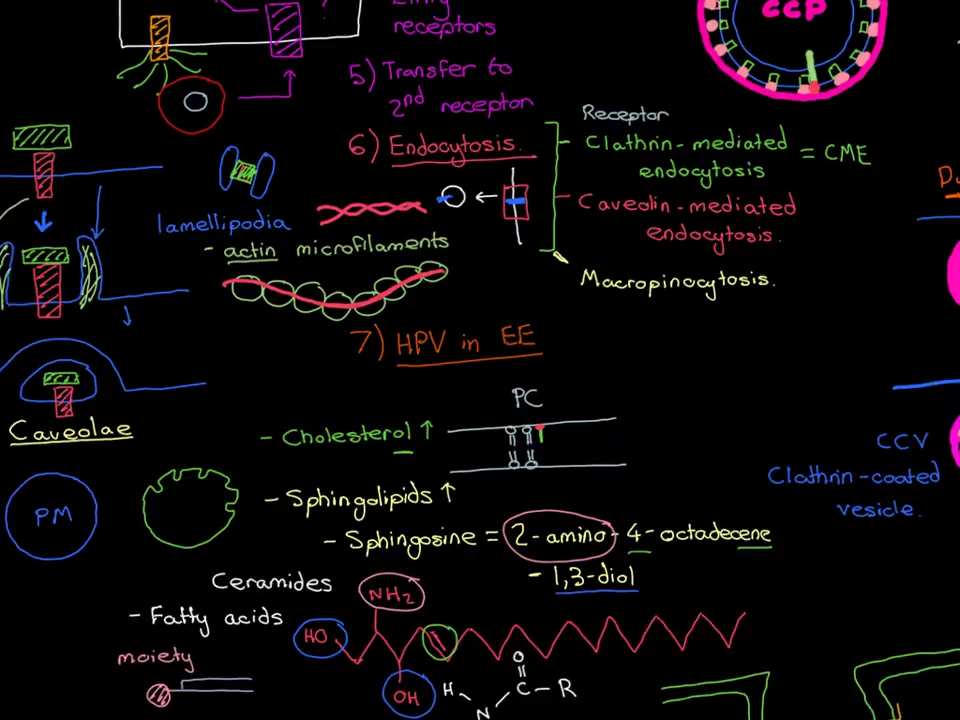 receptors
CCP
5) Transfer to
2nd receptor
6) Endocytosis.
Receptor
Clathrin-mediated
endocytosis
= CME
Caveolin-mediated
endocytosis.
Macropinocytosis.
lamellipodia
- actin microfilaments
7) HPV in EE
Caveolae
PM
PC
- Cholesterol ↑
- Sphingolipids ↑
- Sphingosine = 2-amino-4-octadecene
- 1,3-diol
CCV
Clathrin-coated
vesicle.
Ceramides
- Fatty acids
moiety
NH2
HO
OH
O
H
N
C - R